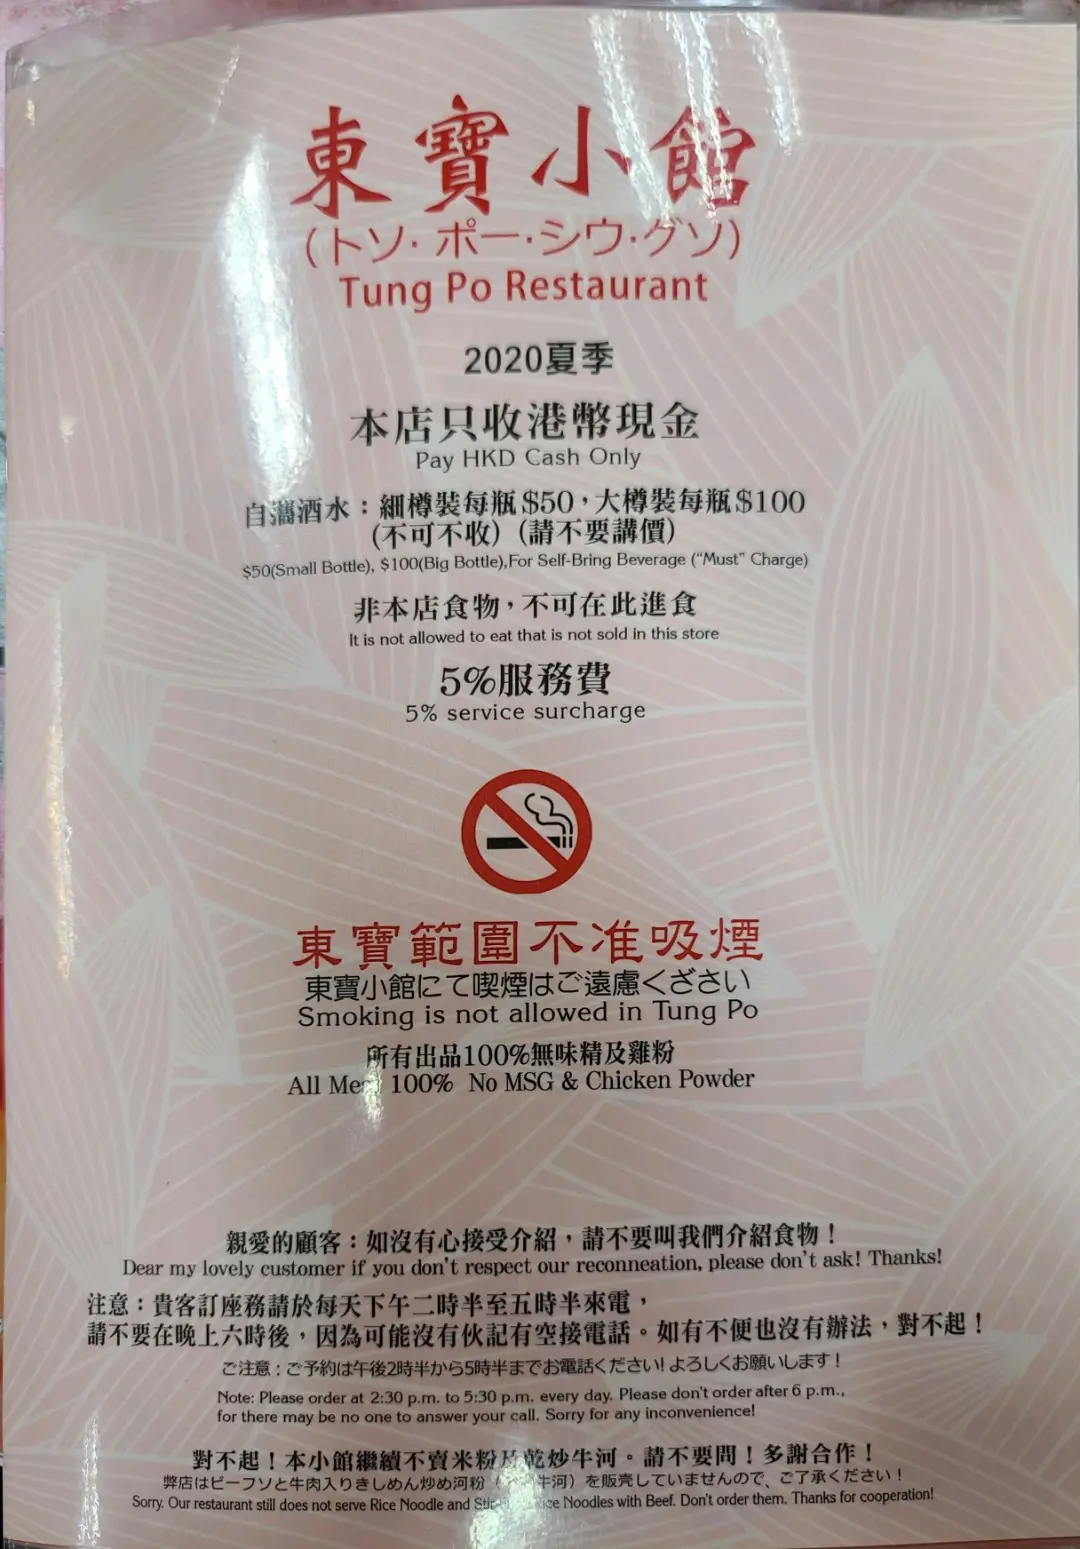 東寶小館
(トソ・ポー・シウ・グソ)
Tung Po Restaurant
2020夏季
本店只收港幣現金
Pay HKD Cash Only
自攜酒水：細樽裝每瓶$50，大樽裝每瓶$100
(不可不收) (請不要講價)
$50(Small Bottle), $100(Big Bottle),For Self-Bring Beverage (“Must” Charge)
非本店食物，不可在此進食
It is not allowed to eat that is not sold in this store
5%服務費
5% service surcharge
東寶範圍不准吸煙
東寶小館にて喫煙はご遠慮くざさい
Smoking is not allowed in Tung Po
所有出品100%無味精及雞粉
All 100% No MSG & Chicken Powder
親愛的顧客：如沒有心接受介紹，請不要叫我們介紹食物！
Dear my lovely customer if you don't respect our reconneation, please don't ask! Thanks!
注意：貴客訂座務請於每天下午二時半至五時半來電，
請不要在晚上六時後，因為可能沒有伙記有空接電話。如有不便也沒有辦法，對不起！
ご注意：ご予約は午後2時半から5時半までお電話ください! よろしくお願いします！
Note: Please order at 2:30 p.m. to 5:30 p.m. every day. Please don't order after 6 p.m.,
for there may be no one to answer your call. Sorry for any inconvenience!
對不起！本小館繼續不賣米粉及乾炒牛河。請不要問！多謝合作！
弊店はビーフソと牛肉入りきしめん炒め河粉（牛河）を販売していませんので、ご了承ください！
Sorry. Our restaurant still does not serve Rice Noodle and Noodles with Beef. Don't order them. Thanks for cooperation!